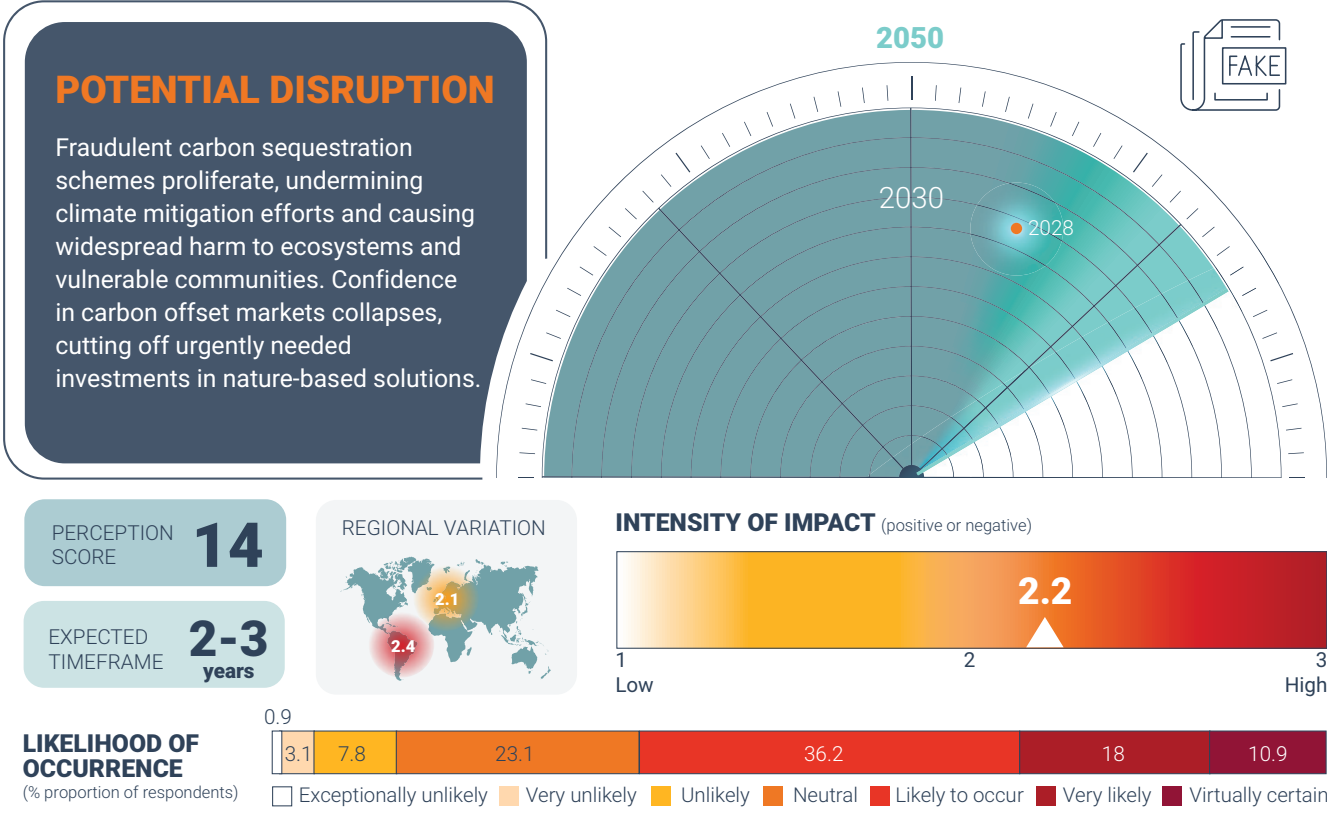 POTENTIAL DISRUPTION
Fraudulent carbon sequestration
schemes proliferate, undermining
climate mitigation efforts and causing
widespread harm to ecosystems and
vulnerable communities. Confidence
in carbon offset markets collapses,
cutting off urgently needed
investments in nature-based solutions.
2050
2030
2028
FAKE
PERCEPTION
SCORE
14
EXPECTED
TIMEFRAME
2-3
years
REGIONAL VARIATION
2.1
2.4
INTENSITY OF IMPACT (positive or negative)
2.2
1 2 3
Low High
LIKELIHOOD OF
OCCURRENCE
(% proportion of respondents)
0.9
3.1 7.8 23.1 36.2 18 10.9
Exceptionally unlikely Very unlikely Unlikely Neutral Likely to occur Very likely Virtually certain